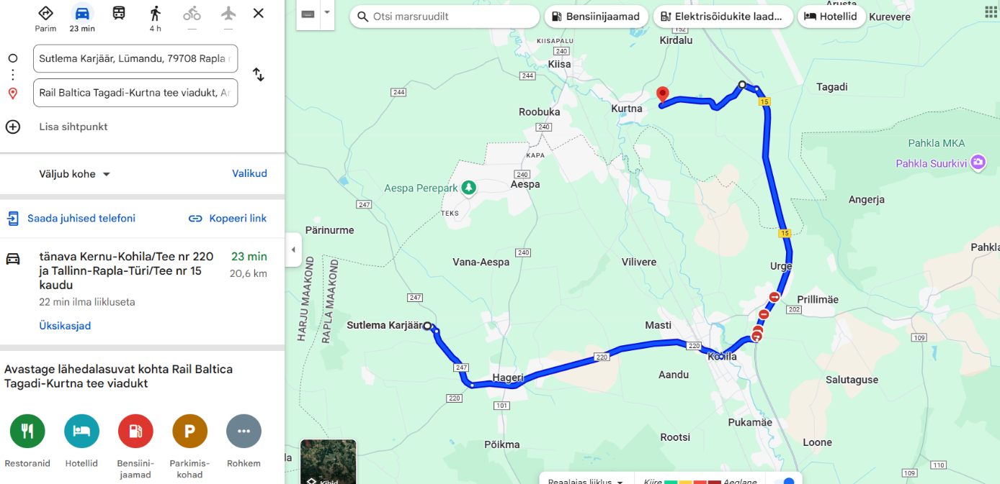 Parim
23 min
4 h
—
—
Sutlema Karjäär, Lümandu, 79708 Rapla
Rail Baltica Tagadi-Kurtna tee viadukt,
Lisa sihtpunkt
Väljub kohe
Valikud
Saada juhised telefoni
Kopeeri link
tänava Kernu-Kohila/Tee nr 220
ja Tallinn-Rapla-Türi/Tee nr 15
kaudu
23 min
20,6 km
22 min ilma liikluseta
Üksikasjad
Avastage lähedalasuvat kohta Rail Baltica
Tagadi-Kurtna tee viadukt
P
Restoranid
Hotellid
Bensiini-
jaamad
Parkimis-
kohad
Rohkem
Otsi marsruudilt
Bensiinijaamad
Elektrisõidukite laad...
Hotellid
Arusta
Kurevere
152
Kirdalu
KIISAPALU
240
Kiisa
244
244
Tagadi
15
Kurtna
Roobuka
240
Pahkla MKA
KAPA
Pahkla Suurkivi
240
Aespa
Aespa Perepark
Angerja
247
TEKS
Pärinurme
15
240
Vana-Aespa
Vilivere
Urge
HARJU MAAKOND
RAPLA MAAKOND
247
Prillimäe
202
Sutlema Karjäär
Masti
109
220
220
Kohila
247
Hageri
Aandu
Salutaguse
220
101
Pukamäe
Rootsi
Loone
Põikma
110
109
Kihid
Reaalajas liiklus
Kiire
Aeglane